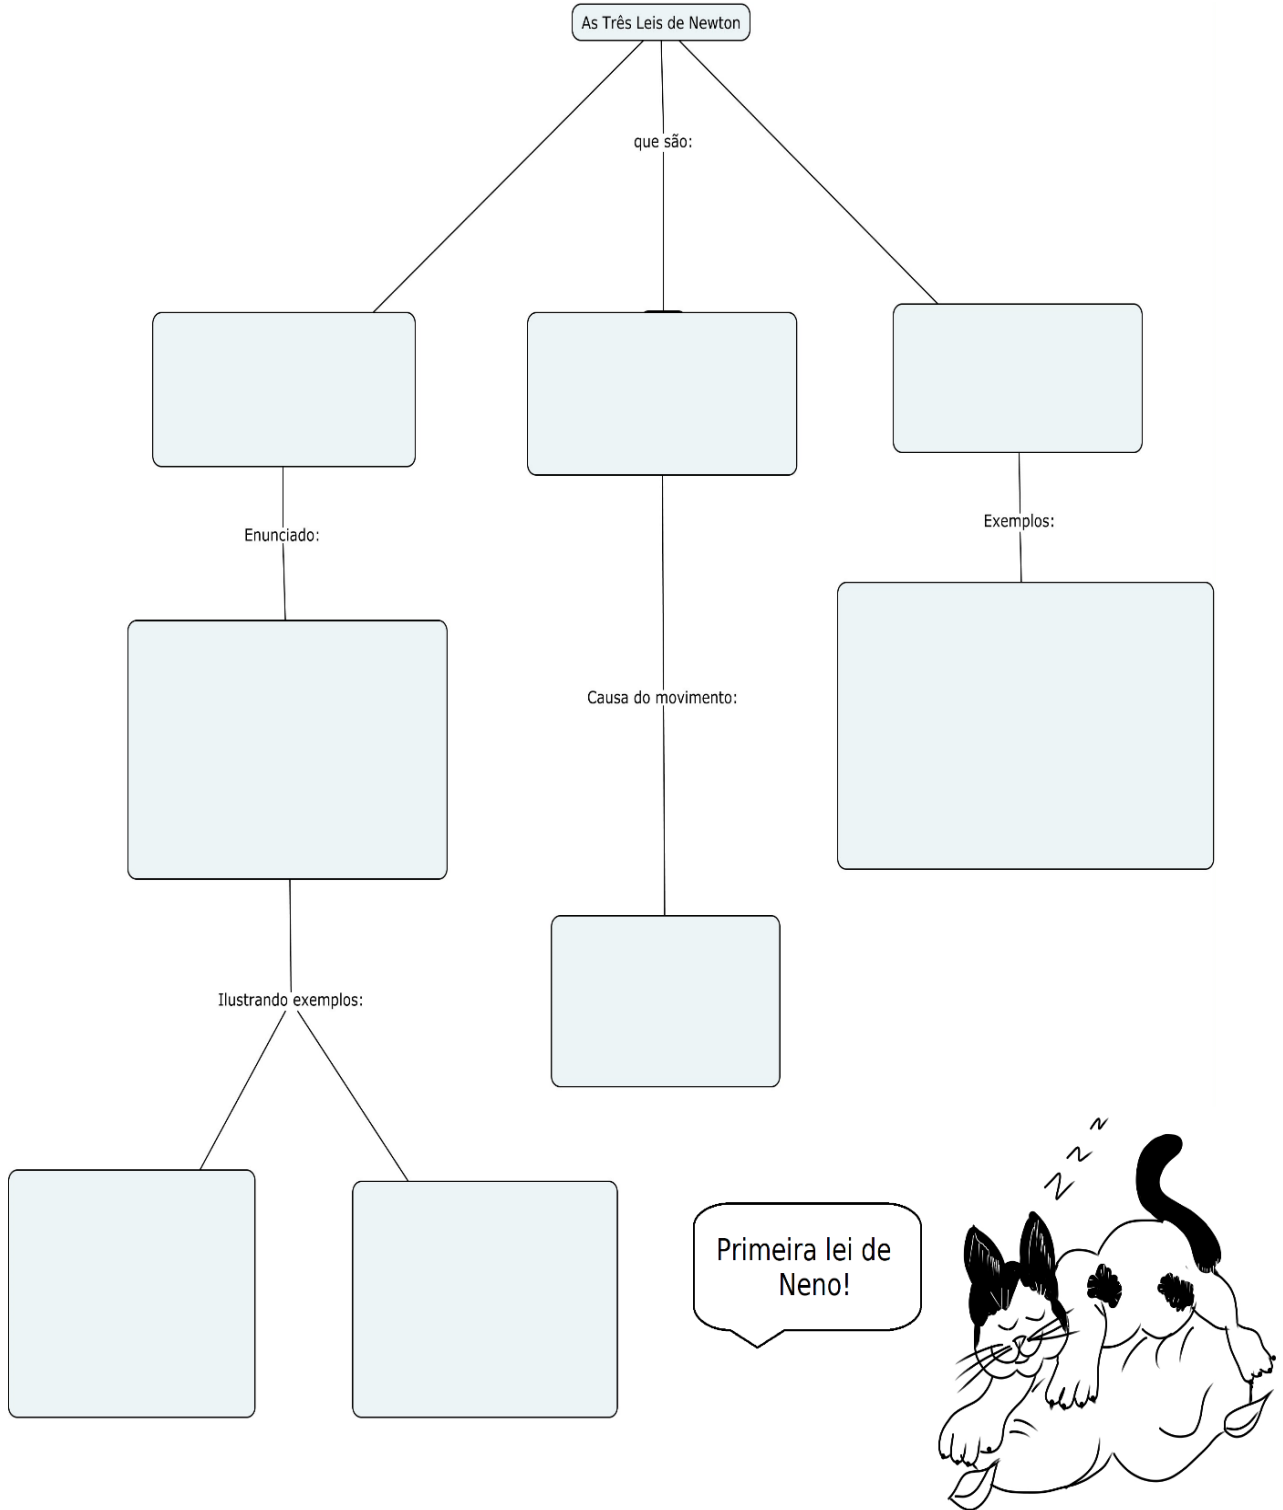 As Três Leis de Newton
que são:
Enunciado:
Exemplos:
Causa do movimento:
Ilustrando exemplos:
Primeira lei de
Neno!
z
z
z